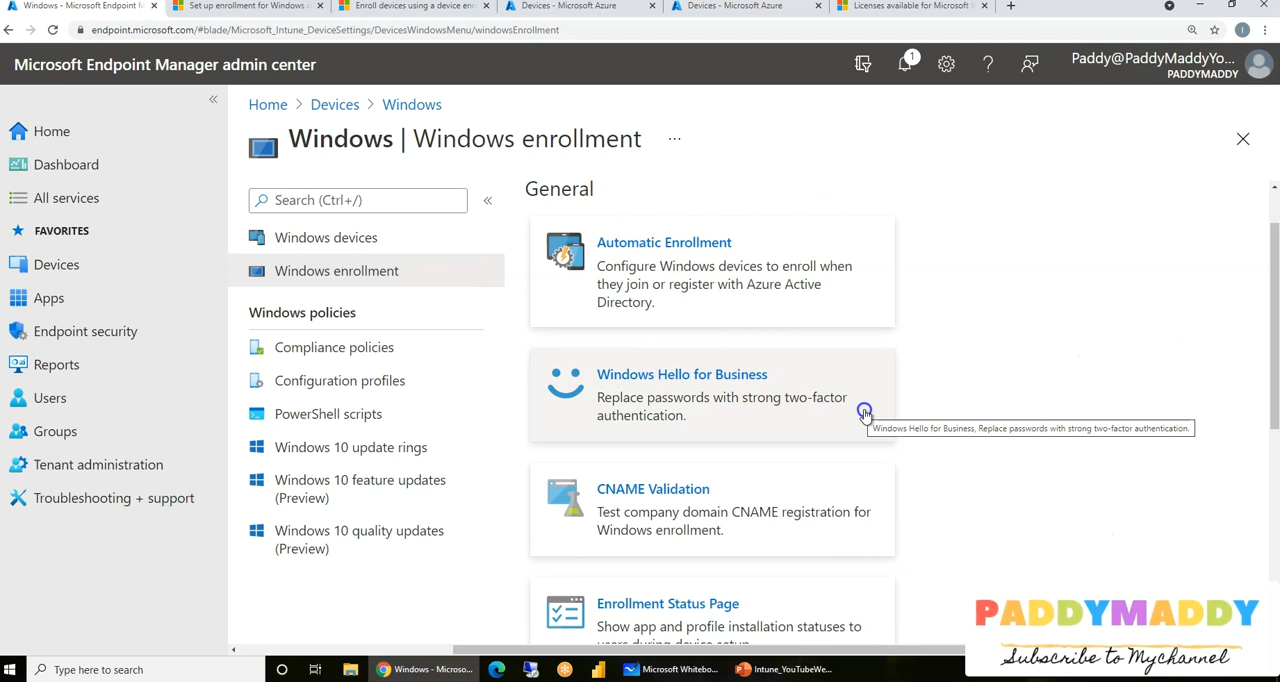 Windows - Microsoft Endpoint M
Set up enrollment for Windows d
Enroll devices using a device enr
Devices - Microsoft Azure
Devices - Microsoft Azure
Licenses available for Microsoft I
endpoint.microsoft.com/#blade/Microsoft_Intune_DeviceSettings/DevicesWindowsMenu/windowsEnrollment
Microsoft Endpoint Manager admin center
1
Paddy@PaddyMaddyYo...
PADDYMADDY
Home > Devices > Windows
Windows | Windows enrollment ...
Home
Dashboard
All services
FAVORITES
Devices
Apps
Endpoint security
Reports
Users
Groups
Tenant administration
Troubleshooting + support
Search (Ctrl+/)
Windows devices
Windows enrollment
Windows policies
Compliance policies
Configuration profiles
PowerShell scripts
Windows 10 update rings
Windows 10 feature updates
(Preview)
Windows 10 quality updates
(Preview)
General
Automatic Enrollment
Configure Windows devices to enroll when
they join or register with Azure Active
Directory.
Windows Hello for Business
Replace passwords with strong two-factor
authentication.
Windows Hello for Business, Replace passwords with strong two-factor authentication.
CNAME Validation
Test company domain CNAME registration for
Windows enrollment.
Enrollment Status Page
Show app and profile installation statuses to
users during device setup.
PADDYMADDY
Subscribe to Mychannel
Type here to search
Windows - Microso...
Microsoft Whitebo...
Intune_YouTubeWe...